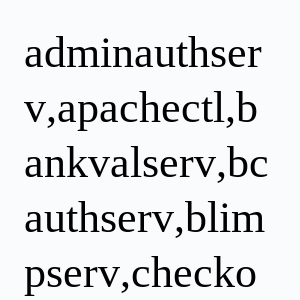 adminauthser
v,apachectl,b
ankvalserv,bc
authserv,blim
pserv,checko